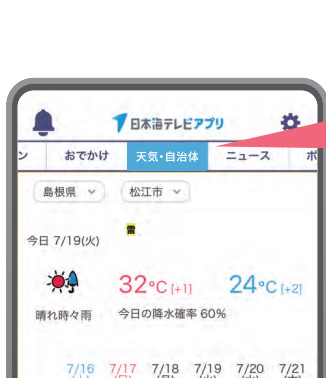 日本海テレビアプリ
ン おでかけ 天気・自治体 ニュース ポ
島根県 松江市
雷
今日 7/19(火)
32℃ [+1] 24℃ [+2]
晴れ時々雨 今日の降水確率 60%
7/16 7/17 7/18 7/19 7/20 7/21